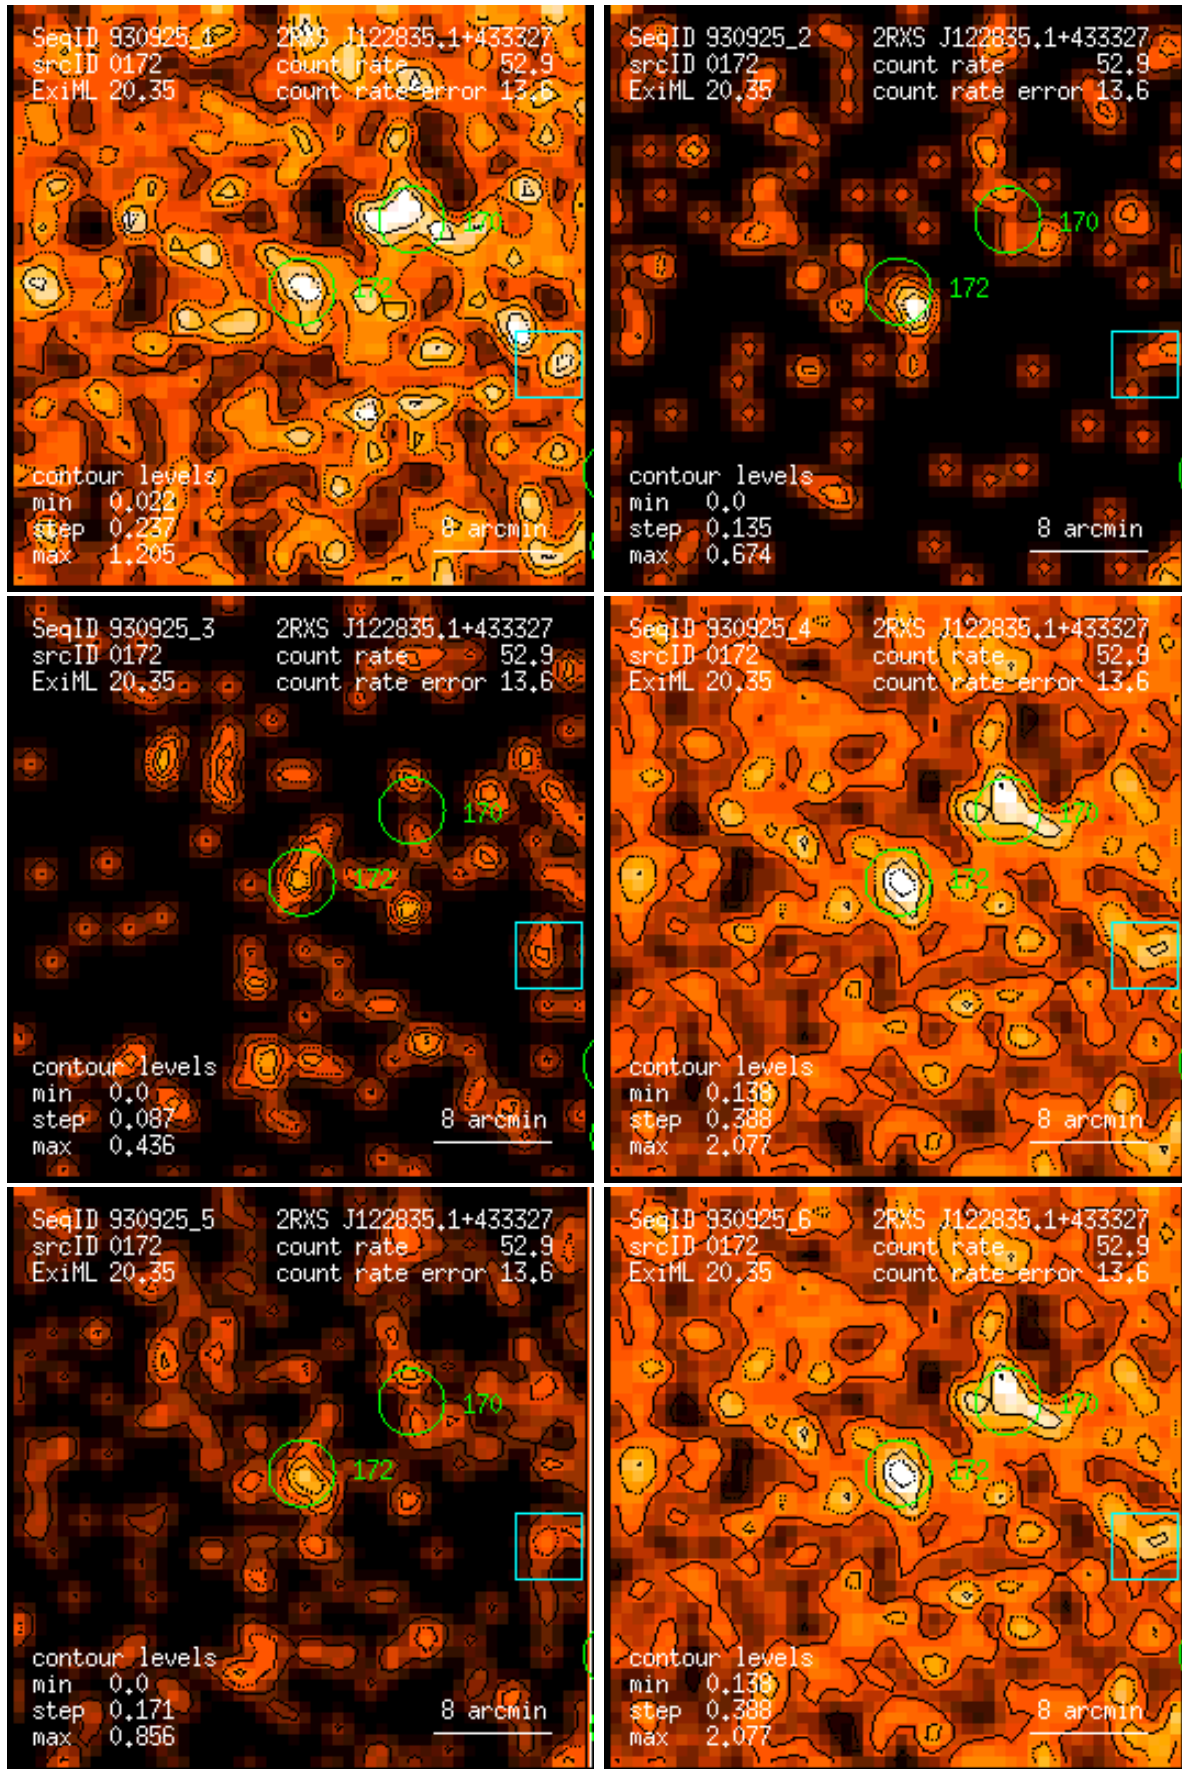 SeqID 930925_1 2RXS J122835.1+433327
srcID 0172 count rate 52.9
ExiML 20.35 count rate error 13.6
170
172
contour levels
min 0.022
step 0.237 8 arcmin
max 1.205
SeqID 930925_2 2RXS J122835.1+433327
srcID 0172 count rate 52.9
ExiML 20.35 count rate error 13.6
170
172
contour levels
min 0.0
step 0.135 8 arcmin
max 0.674
SeqID 930925_3 2RXS J122835.1+433327
srcID 0172 count rate 52.9
ExiML 20.35 count rate error 13.6
170
172
contour levels
min 0.0
step 0.087 8 arcmin
max 0.436
SeqID 930925_4 2RXS J122835.1+433327
srcID 0172 count rate 52.9
ExiML 20.35 count rate error 13.6
170
172
contour levels
min 0.138
step 0.388 8 arcmin
max 2.077
SeqID 930925_5 2RXS J122835.1+433327
srcID 0172 count rate 52.9
ExiML 20.35 count rate error 13.6
170
172
contour levels
min 0.0
step 0.171 8 arcmin
max 0.856
SeqID 930925_6 2RXS J122835.1+433327
srcID 0172 count rate 52.9
ExiML 20.35 count rate error 13.6
170
172
contour levels
min 0.138
step 0.388 8 arcmin
max 2.077